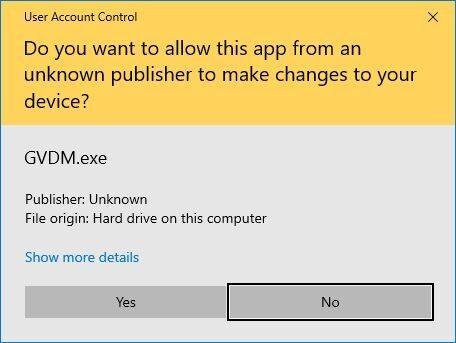 User Account Control
Do you want to allow this app from an
unknown publisher to make changes to your
device?
GVDM.exe
Publisher: Unknown
File origin: Hard drive on this computer
Show more details
Yes
No